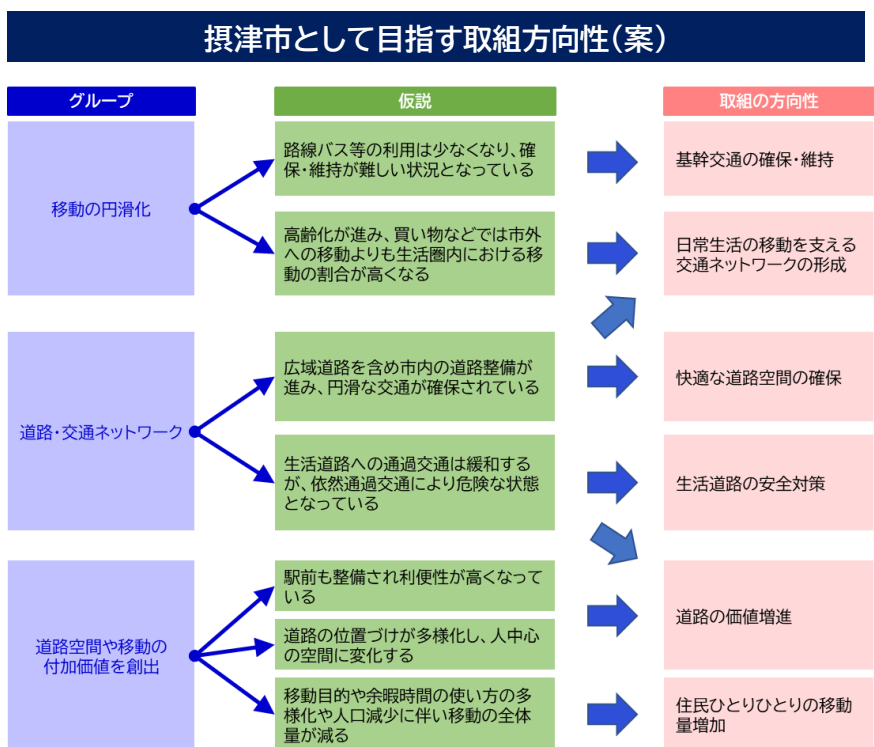 摂津市として目指す取組方向性(案)
グループ
仮説
取組の方向性
移動の円滑化
路線バス等の利用は少なくなり、確
保・維持が難しい状況となっている
基幹交通の確保・維持
高齢化が進み、買い物などでは市外
への移動よりも生活圏内における移
動の割合が高くなる
日常生活の移動を支える
交通ネットワークの形成
道路・交通ネットワーク
広域道路を含め市内の道路整備が
進み、円滑な交通が確保されている
快適な道路空間の確保
生活道路への通過交通は緩和する
が、依然通過交通により危険な状態
となっている
生活道路の安全対策
道路空間や移動の
付加価値を創出
駅前も整備され利便性が高くなって
いる
道路の位置づけが多様化し、人中心
の空間に変化する
道路の価値増進
移動目的や余暇時間の使い方の多
様化や人口減少に伴い移動の全体
量が減る
住民ひとりひとりの移動
量増加